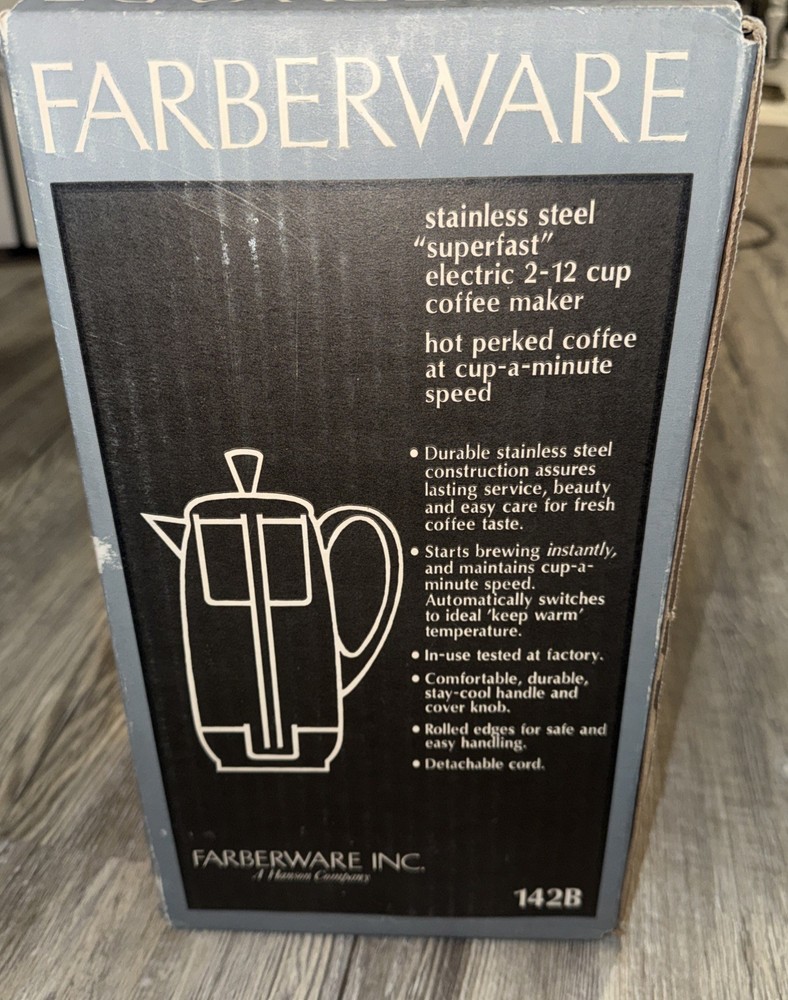 FARBERWARE
stainless steel
“superfast”
electric 2-12 cup
coffee maker
hot perked coffee
at cup-a-minute
speed
• Durable stainless steel
construction assures
lasting service, beauty
and easy care for fresh
coffee taste.
• Starts brewing instantly,
and maintains cup-a-
minute speed.
Automatically switches
to ideal ‘keep warm’
temperature.
• In-use tested at factory.
• Comfortable, durable,
stay-cool handle and
cover knob.
• Rolled edges for safe and
easy handling.
• Detachable cord.
FARBERWARE INC.
A Hanson Company
142B